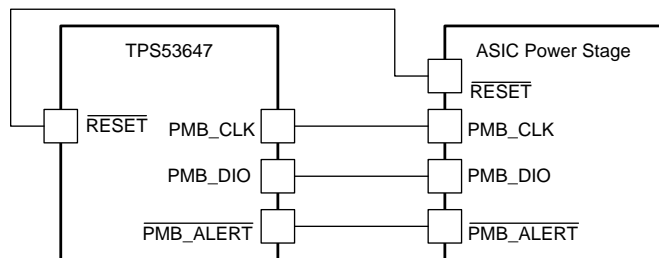 TPS53647
ASIC Power Stage
RESET
RESET
PMB_CLK
PMB_CLK
PMB_DIO
PMB_DIO
PMB_ALERT
PMB_ALERT